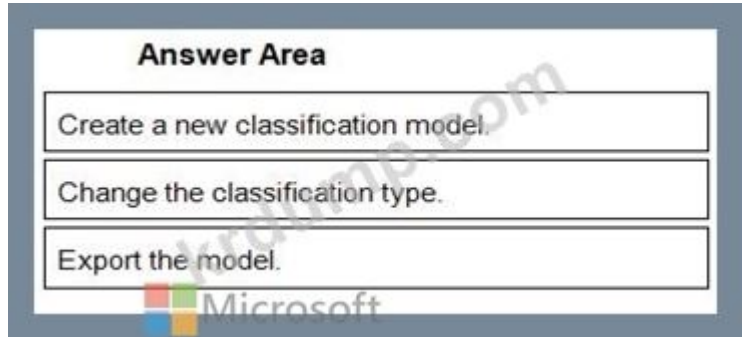 Answer Area
Create a new classification model.
Change the classification type.
Export the model.
krdump.com
Microsoft